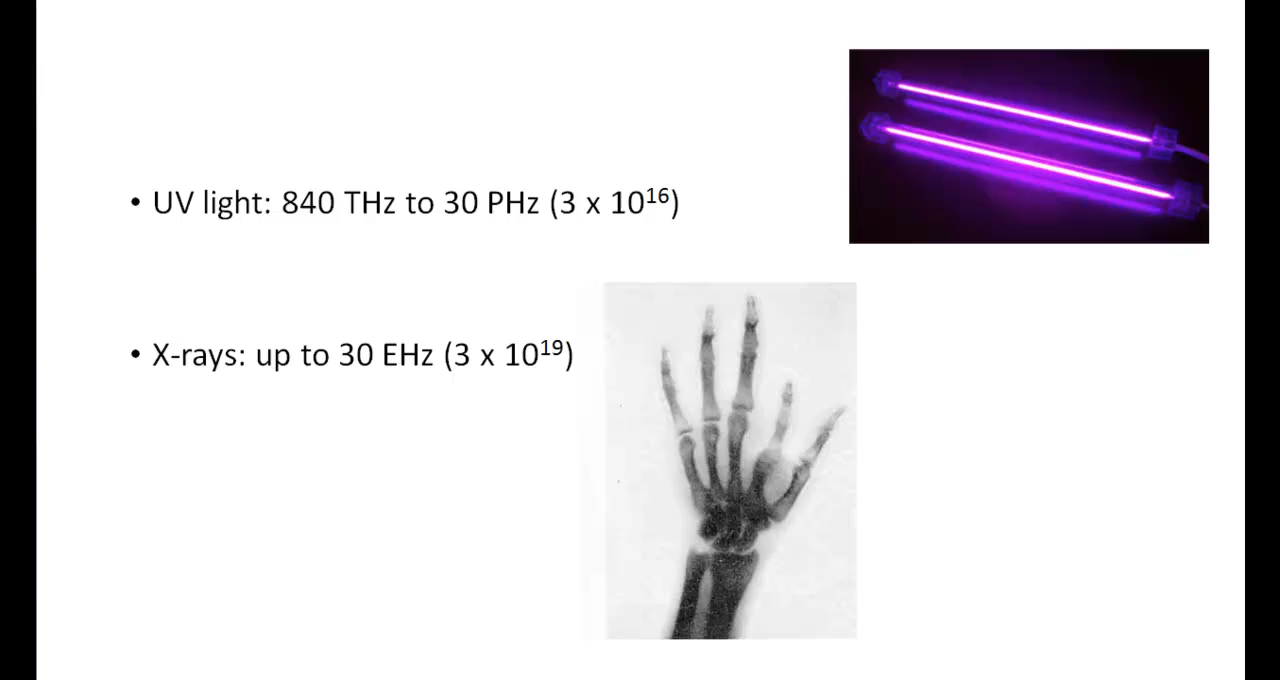 • UV light: 840 THz to 30 PHz (3 x 10¹⁶)
• X-rays: up to 30 EHz (3 x 10¹⁹)